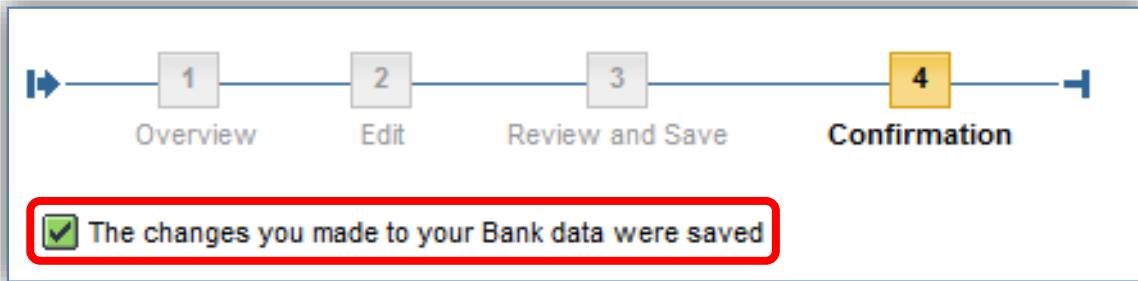 1 2 3 4
Overview Edit Review and Save Confirmation
The changes you made to your Bank data were saved